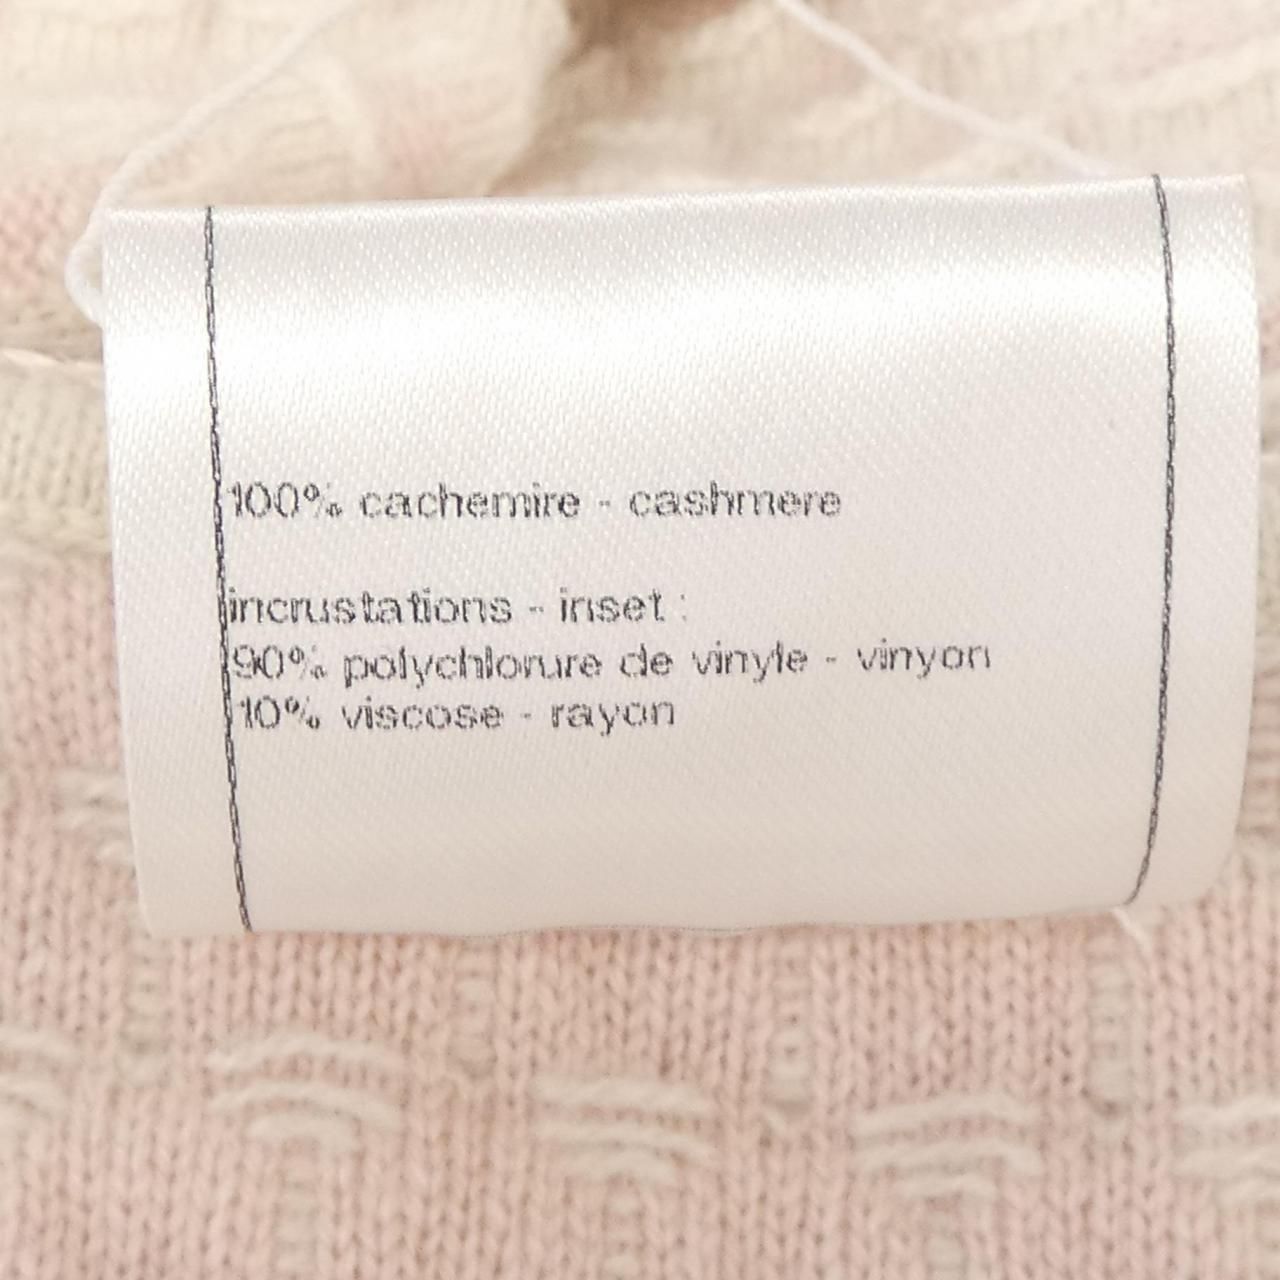 100% cachemire - cashmere
incrustations - inset :
90% polychlorure de vinyle - vinyon
10% viscose - rayon